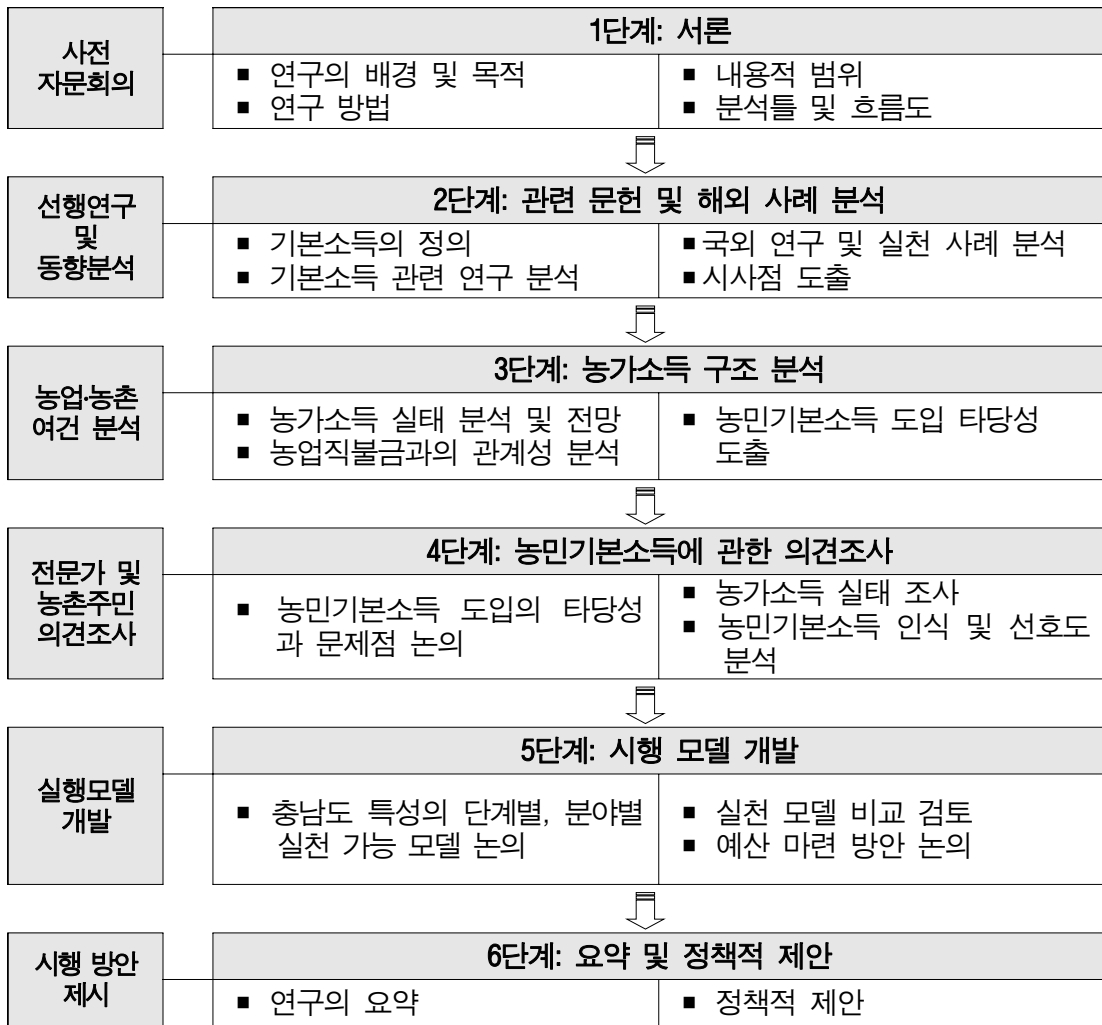 사전
자문회의
1단계: 서론
■ 연구의 배경 및 목적
■ 연구 방법
■ 내용적 범위
■ 분석틀 및 흐름도
선행연구
및
동향분석
2단계: 관련 문헌 및 해외 사례 분석
■ 기본소득의 정의
■ 기본소득 관련 연구 분석
■ 국외 연구 및 실천 사례 분석
■ 시사점 도출
농업·농촌
여건 분석
3단계: 농가소득 구조 분석
■ 농가소득 실태 분석 및 전망
■ 농업직불금과의 관계성 분석
■ 농민기본소득 도입 타당성
도출
전문가 및
농촌주민
의견조사
4단계: 농민기본소득에 관한 의견조사
■ 농민기본소득 도입의 타당성
과 문제점 논의
■ 농가소득 실태 조사
■ 농민기본소득 인식 및 선호도
분석
실행모델
개발
5단계: 시행 모델 개발
■ 충남도 특성의 단계별, 분야별
실천 가능 모델 논의
■ 실천 모델 비교 검토
■ 예산 마련 방안 논의
시행 방안
제시
6단계: 요약 및 정책적 제안
■ 연구의 요약
■ 정책적 제안